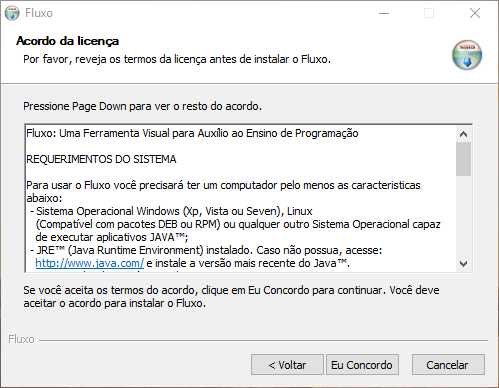 Fluxo
Acordo da licença
Por favor, reveja os termos da licença antes de instalar o Fluxo.
Pressione Page Down para ver o resto do acordo.
Fluxo: Uma Ferramenta Visual para Auxílio ao Ensino de Programação
REQUERIMENTOS DO SISTEMA
Para usar o Fluxo você precisará ter um computador pelo menos as caracteristicas
abaixo:
- Sistema Operacional Windows (Xp, Vista ou Seven), Linux
(Compatível com pacotes DEB ou RPM) ou qualquer outro Sistema Operacional capaz
de executar aplicativos JAVA™;
- JRE™ (Java Runtime Environment) instalado. Caso não possua, acesse:
http://www.java.com/ e instale a versão mais recente do Java™.
Se você aceita os termos do acordo, clique em Eu Concordo para continuar. Você deve
aceitar o acordo para instalar o Fluxo.
Fluxo
< Voltar
Eu Concordo
Cancelar